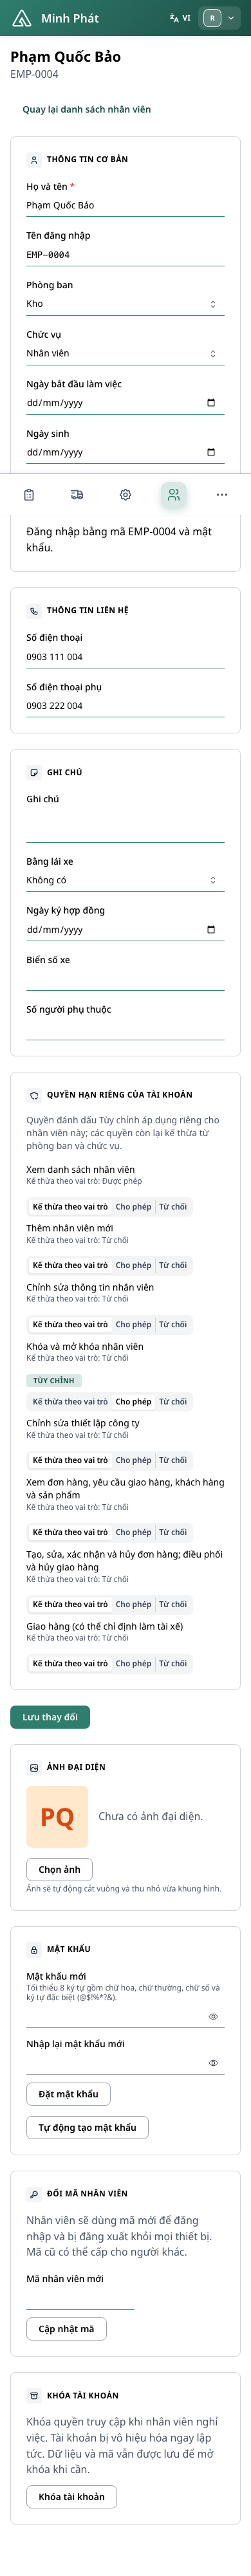 Minh Phát
VI
R
Phạm Quốc Bảo
EMP-0004
Quay lại danh sách nhân viên
THÔNG TIN CƠ BẢN
Họ và tên *
Phạm Quốc Bảo
Tên đăng nhập
EMP-0004
Phòng ban
Kho
Chức vụ
Nhân viên
Ngày bắt đầu làm việc
dd/mm/yyyy
Ngày sinh
dd/mm/yyyy
Đăng nhập bằng mã EMP-0004 và mật
khẩu.
THÔNG TIN LIÊN HỆ
Số điện thoại
0903 111 004
Số điện thoại phụ
0903 222 004
GHI CHÚ
Ghi chú
Bằng lái xe
Không có
Ngày ký hợp đồng
dd/mm/yyyy
Biển số xe
Số người phụ thuộc
QUYỀN HẠN RIÊNG CỦA TÀI KHOẢN
Quyền đánh dấu Tùy chỉnh áp dụng riêng cho
nhân viên này; các quyền còn lại kế thừa từ
phòng ban và chức vụ.
Xem danh sách nhân viên
Kế thừa theo vai trò: Được phép
Kế thừa theo vai trò Cho phép Từ chối
Thêm nhân viên mới
Kế thừa theo vai trò: Từ chối
Kế thừa theo vai trò Cho phép Từ chối
Chỉnh sửa thông tin nhân viên
Kế thừa theo vai trò: Từ chối
Kế thừa theo vai trò Cho phép Từ chối
Khóa và mở khóa nhân viên
Kế thừa theo vai trò: Từ chối
TÙY CHỈNH
Kế thừa theo vai trò Cho phép Từ chối
Chỉnh sửa thiết lập công ty
Kế thừa theo vai trò: Từ chối
Kế thừa theo vai trò Cho phép Từ chối
Xem đơn hàng, yêu cầu giao hàng, khách hàng
và sản phẩm
Kế thừa theo vai trò: Từ chối
Kế thừa theo vai trò Cho phép Từ chối
Tạo, sửa, xác nhận và hủy đơn hàng; điều phối
và hủy giao hàng
Kế thừa theo vai trò: Từ chối
Kế thừa theo vai trò Cho phép Từ chối
Giao hàng (có thể chỉ định làm tài xế)
Kế thừa theo vai trò: Từ chối
Kế thừa theo vai trò Cho phép Từ chối
Lưu thay đổi
ẢNH ĐẠI DIỆN
PQ
Chưa có ảnh đại diện.
Chọn ảnh
Ảnh sẽ tự động cắt vuông và thu nhỏ vừa khung hình.
MẬT KHẨU
Mật khẩu mới
Tối thiểu 8 ký tự gồm chữ hoa, chữ thường, chữ số và
ký tự đặc biệt (@$!%*?&).
Nhập lại mật khẩu mới
Đặt mật khẩu
Tự động tạo mật khẩu
ĐỔI MÃ NHÂN VIÊN
Nhân viên sẽ dùng mã mới để đăng
nhập và bị đăng xuất khỏi mọi thiết bị.
Mã cũ có thể cấp cho người khác.
Mã nhân viên mới
Cập nhật mã
KHÓA TÀI KHOẢN
Khóa quyền truy cập khi nhân viên nghỉ
việc. Tài khoản bị vô hiệu hóa ngay lập
tức. Dữ liệu và mã vẫn được lưu để mở
khóa khi cần.
Khóa tài khoản